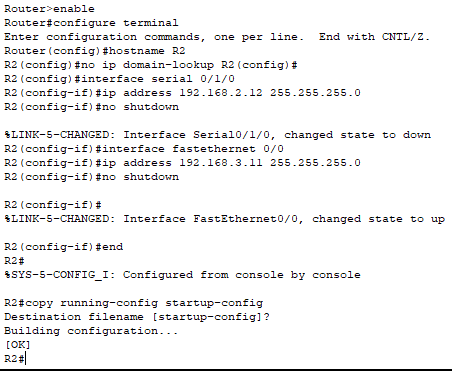 Router>enable
Router#configure terminal
Enter configuration commands, one per line.  End with CNTL/Z.
Router(config)#hostname R2
R2(config)#no ip domain-lookup R2(config)#
R2(config)#interface serial 0/1/0
R2(config-if)#ip address 192.168.2.12 255.255.255.0
R2(config-if)#no shutdown

%LINK-5-CHANGED: Interface Serial0/1/0, changed state to down
R2(config-if)#interface fastethernet 0/0
R2(config-if)#ip address 192.168.3.11 255.255.255.0
R2(config-if)#no shutdown

R2(config-if)#
%LINK-5-CHANGED: Interface FastEthernet0/0, changed state to up

R2(config-if)#end
R2#
%SYS-5-CONFIG_I: Configured from console by console

R2#copy running-config startup-config
Destination filename [startup-config]?
Building configuration...
[OK]
R2#